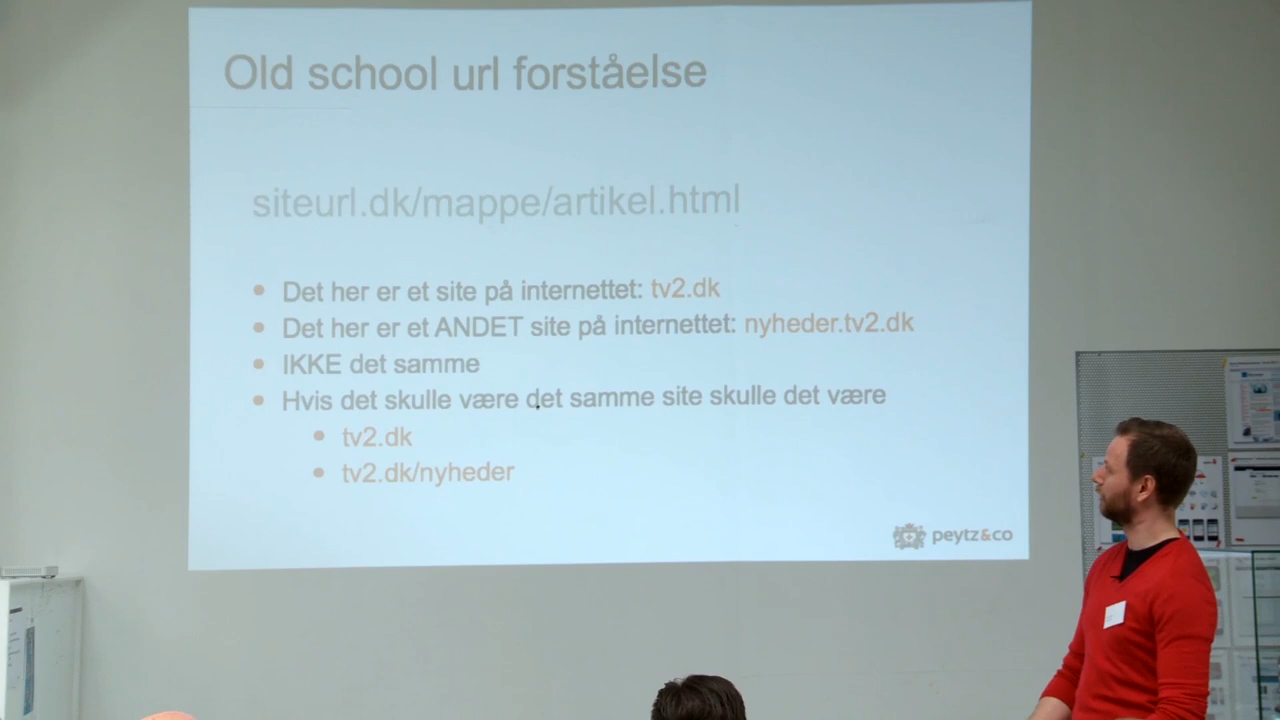 Old school url forståelse
siteurl.dk/mappe/artikel.html
Det her er et site på internettet: tv2.dk
Det her er et ANDET site på internettet: nyheder.tv2.dk
IKKE det samme
Hvis det skulle være det samme site skulle det være
tv2.dk
tv2.dk/nyheder
peytz&co